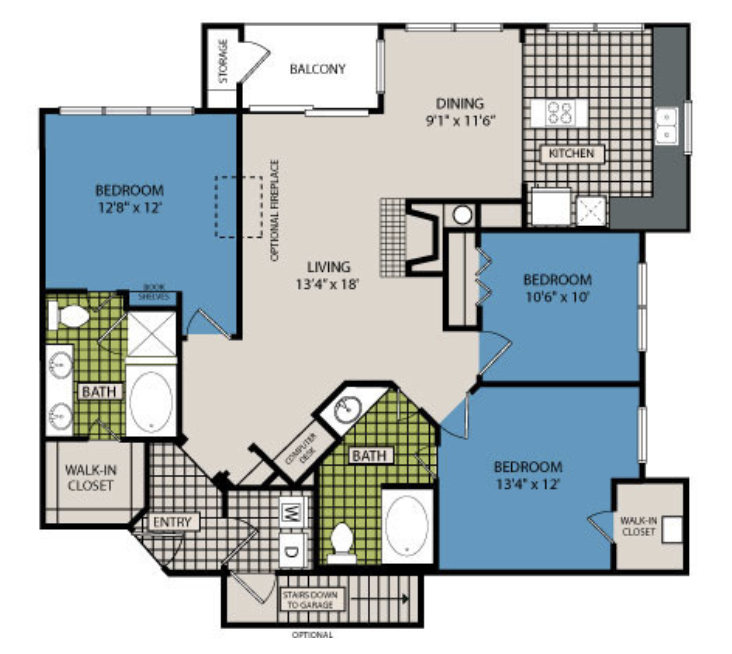 STORAGE
BALCONY
DINING
9'1" x 11'6"
KITCHEN
BEDROOM
12'8" x 12'
OPTIONAL FIREPLACE
LIVING
13'4" x 18'
BEDROOM
10'6" x 10'
BOOK
SHELVES
BATH
WALK-IN
CLOSET
COMPUTER
DESK
BATH
BEDROOM
13'4" x 12'
WALK-IN
CLOSET
ENTRY
W
D
STAIRS DOWN
TO GARAGE
OPTIONAL